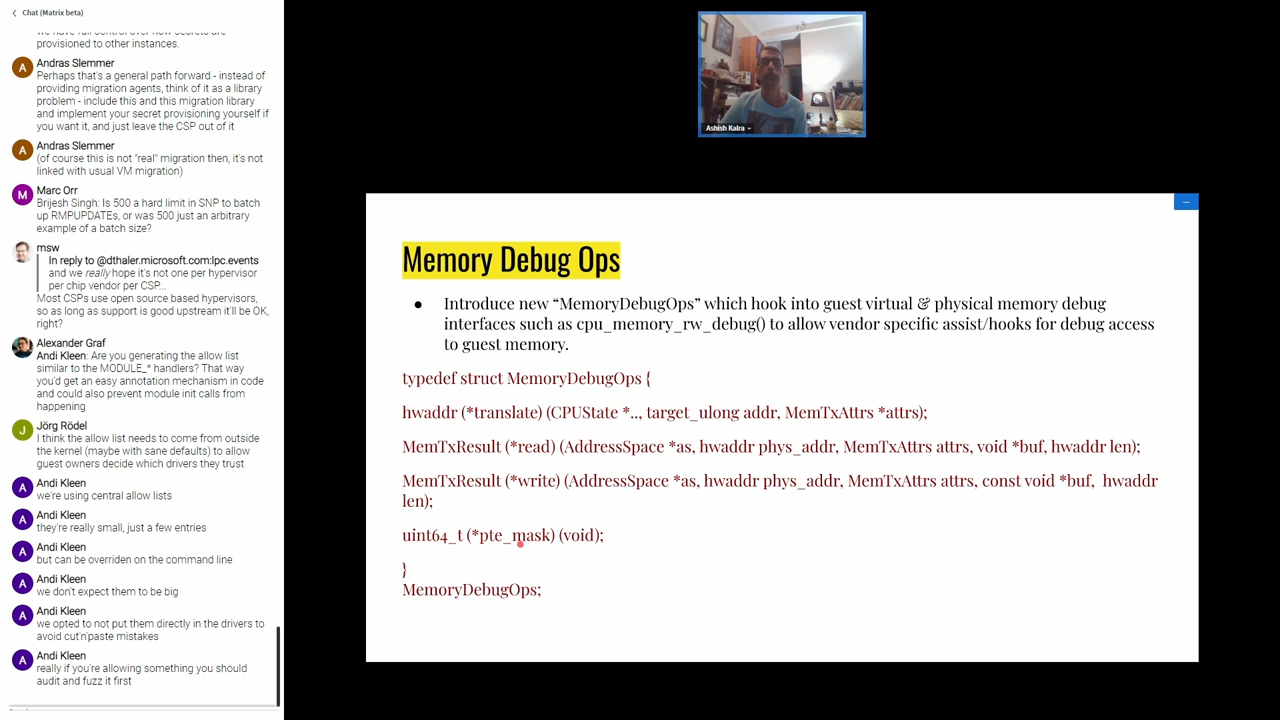 Chat (Matrix beta)
provisioned to other instances.
Andras Slemmer
Perhaps that's a general path forward - instead of
providing migration agents, think of it as a library
problem - include this and this migration library
and implement your secret provisioning yourself if
you want it, and just leave the CSP out of it
Andras Slemmer
(of course this is not "real" migration then, it's not
linked with usual VM migration)
Marc Orr
Brijesh Singh: Is 500 a hard limit in SNP to batch
up RMPUPDATEs, or was 500 just an arbitrary
example of a batch size?
msw
In reply to @dthaler.microsoft.com:lpc.events
and we really hope it's not one per hypervisor
per chip vendor per CSP...
Most CSPs use open source based hypervisors,
so as long as support is good upstream it'll be OK,
right?
Alexander Graf
Andi Kleen: Are you generating the allow list
similar to the MODULE_* handlers? That way
you'd get an easy annotation mechanism in code
and could also prevent module init calls from
happening
Jörg Rödel
I think the allow list needs to come from outside
the kernel (maybe with sane defaults) to allow
guest owners decide which drivers they trust
Andi Kleen
we're using central allow lists
Andi Kleen
they're really small, just a few entries
Andi Kleen
but can be overriden on the command line
Andi Kleen
we don't expect them to be big
Andi Kleen
we opted to not put them directly in the drivers to
avoid cut'n'paste mistakes
Andi Kleen
really if you're allowing something you should
audit and fuzz it first
A
A
M
J
A
A
A
A
A
A
Ashish Kalra
Memory Debug Ops
● Introduce new “MemoryDebugOps” which hook into guest virtual & physical memory debug
interfaces such as cpu_memory_rw_debug() to allow vendor specific assist/hooks for debug access
to guest memory.
typedef struct MemoryDebugOps {
hwaddr (*translate) (CPUState *.., target_ulong addr, MemTxAttrs *attrs);
MemTxResult (*read) (AddressSpace *as, hwaddr phys_addr, MemTxAttrs attrs, void *buf, hwaddr len);
MemTxResult (*write) (AddressSpace *as, hwaddr phys_addr, MemTxAttrs attrs, const void *buf, hwaddr
len);
uint64_t (*pte_mask) (void);
}
MemoryDebugOps;